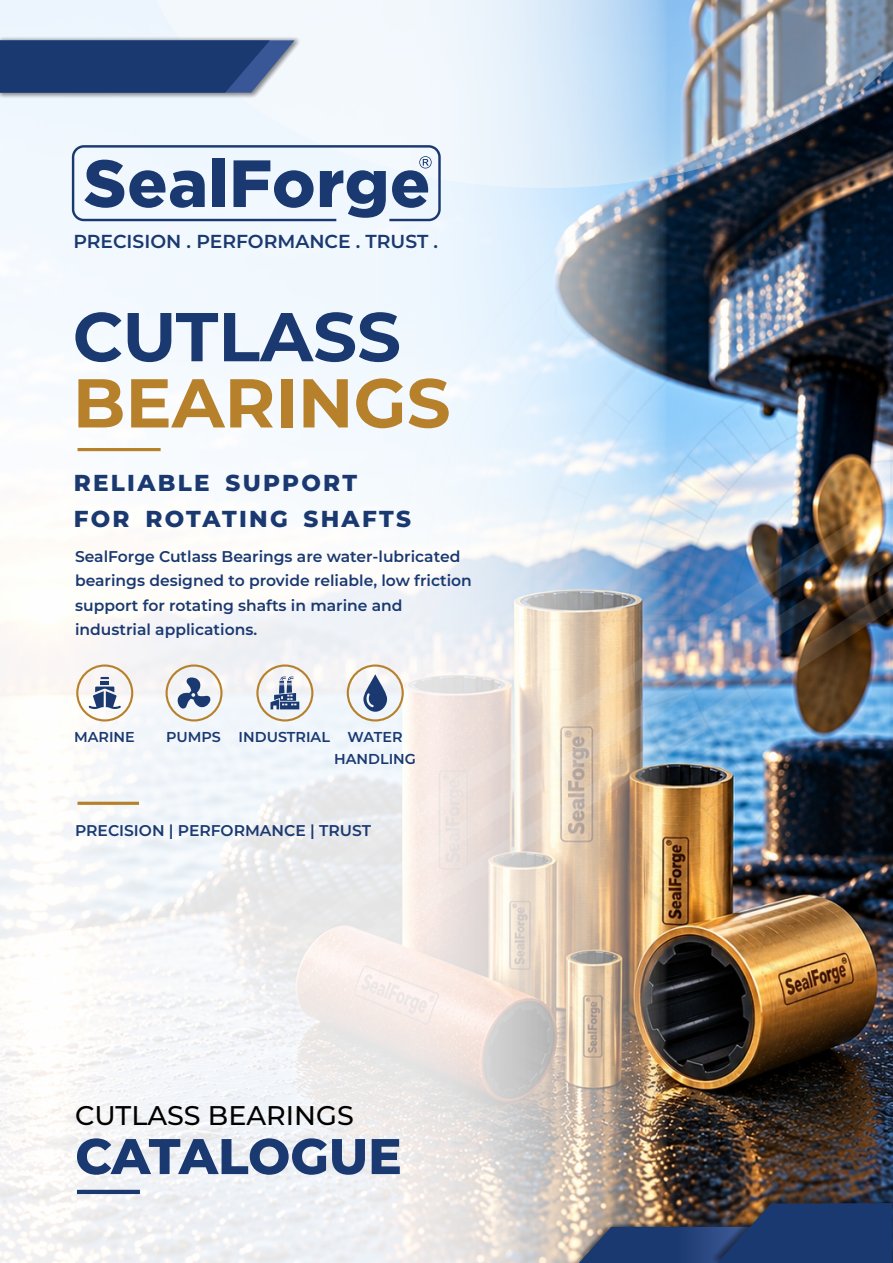 SealForge®
PRECISION . PERFORMANCE . TRUST .
CUTLASS
BEARINGS
RELIABLE SUPPORT
FOR ROTATING SHAFTS
SealForge Cutlass Bearings are water-lubricated
bearings designed to provide reliable, low friction
support for rotating shafts in marine and
industrial applications.
MARINE
PUMPS
INDUSTRIAL
WATER
HANDLING
PRECISION | PERFORMANCE | TRUST
SealForge®
SealForge®
SealForge®
SealForge®
SealForge®
SealForge®
SealForge®
CUTLASS BEARINGS
CATALOGUE